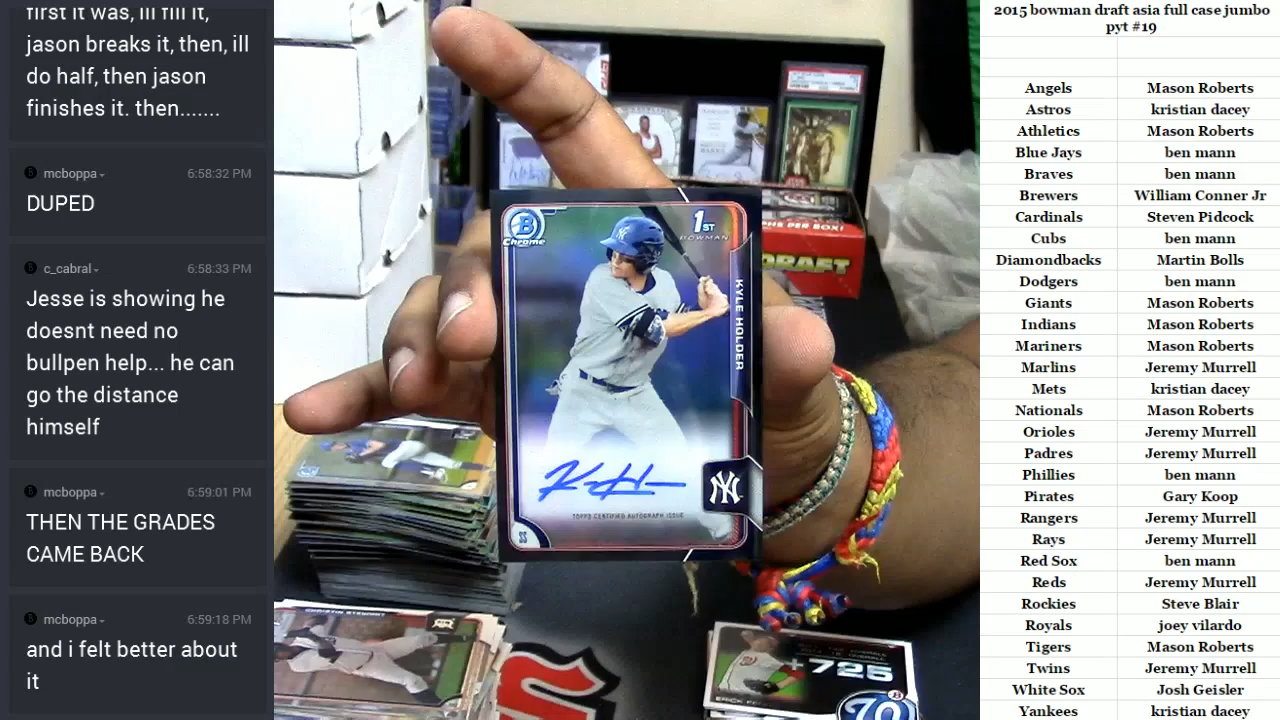 first it was, ill fill it,
jason breaks it, then, ill
do half, then jason
finishes it. then.......
mcboppa 6:58:32 PM
DUPED
c_cabral 6:58:33 PM
Jesse is showing he
doesnt need no
bullpen help... he can
go the distance
himself
mcboppa 6:59:01 PM
THEN THE GRADES
CAME BACK
mcboppa 6:59:18 PM
and i felt better about
it
B
Chrome
1ST
BOWMAN
KYLE HOLDER
NY
TOPPS CERTIFIED AUTOGRAPH ISSUE
SS
PHS PER BOX!
DRAFT
+725
2015 bowman draft asia full case jumbo
pyt #19
Angels Mason Roberts
Astros kristian dacey
Athletics Mason Roberts
Blue Jays ben mann
Braves ben mann
Brewers William Conner Jr
Cardinals Steven Pidcock
Cubs ben mann
Diamondbacks Martin Bolls
Dodgers ben mann
Giants Mason Roberts
Indians Mason Roberts
Mariners Mason Roberts
Marlins Jeremy Murrell
Mets kristian dacey
Nationals Mason Roberts
Orioles Jeremy Murrell
Padres Jeremy Murrell
Phillies ben mann
Pirates Gary Koop
Rangers Jeremy Murrell
Rays Jeremy Murrell
Red Sox ben mann
Reds Jeremy Murrell
Rockies Steve Blair
Royals joey vilardo
Tigers Mason Roberts
Twins Jeremy Murrell
White Sox Josh Geisler
Yankees kristian dacey